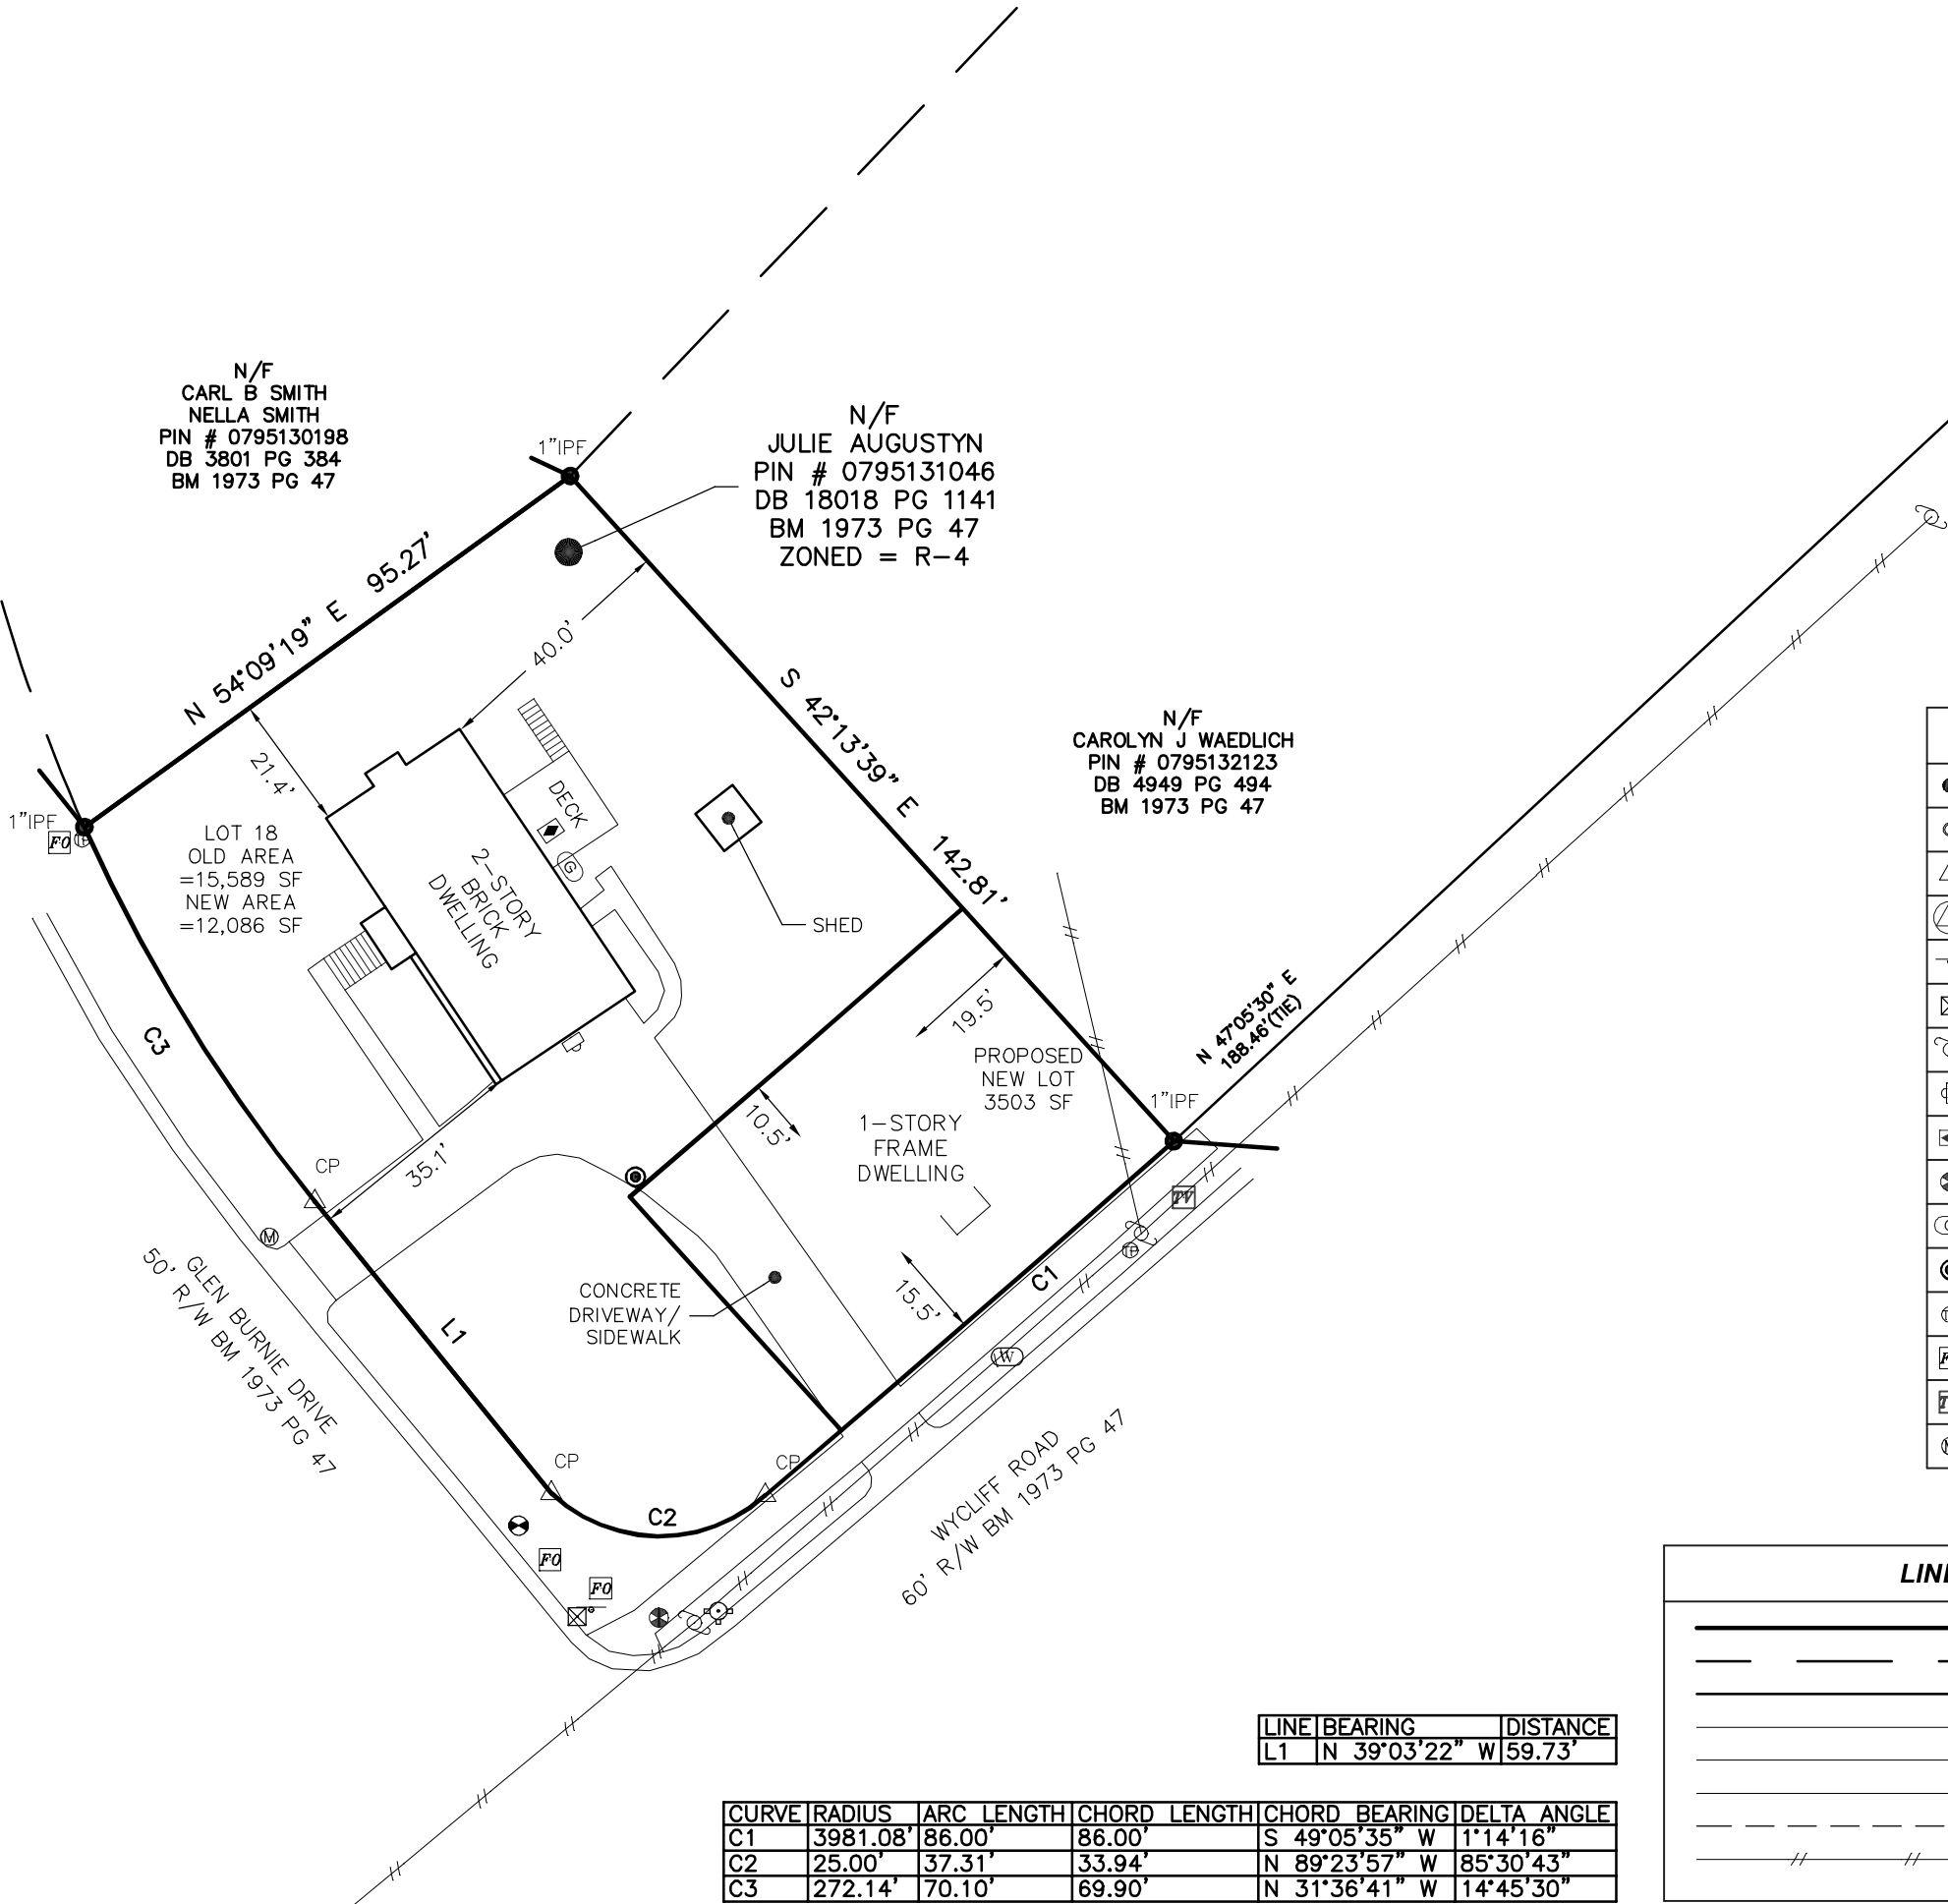 N/F
CARL B SMITH
NELLA SMITH
PIN # 0795130198
DB 3801 PG 384
BM 1973 PG 47
1"IPF
N/F
JULIE AUGUSTYN
PIN # 0795131046
DB 18018 PG 1141
BM 1973 PG 47
ZONED = R-4
N 54°09'19" E 95.27'
40.0'
S 42°13'39" E 142.81'
N/F
CAROLYN J WAEDLICH
PIN # 0795132123
DB 4949 PG 494
BM 1973 PG 47
21.4'
1"IPF
FO
TP
LOT 18
OLD AREA
=15,589 SF
NEW AREA
=12,086 SF
DECK
G
2-STORY
BRICK
DWELLING
SHED
C3
19.5'
N 47°05'30" E
188.46'(TIE)
PROPOSED
NEW LOT
3503 SF
1"IPF
10.5'
1-STORY
FRAME
DWELLING
35.1'
CP
M
TV
TP
C1
15.5'
CONCRETE
DRIVEWAY/
SIDEWALK
L1
GLEN BURNIE DRIVE
50' R/W BM 1973 PG 47
W
CP
CP
C2
WYCLIFF ROAD
60' R/W BM 1973 PG 47
FO
FO
LINE BEARING DISTANCE
L1 N 39°03'22" W 59.73'
CURVE RADIUS ARC LENGTH CHORD LENGTH CHORD BEARING DELTA ANGLE
C1 3981.08' 86.00' 86.00' S 49°05'35" W 1°14'16"
C2 25.00' 37.31' 33.94' N 89°23'57" W 85°30'43"
C3 272.14' 70.10' 69.90' N 31°36'41" W 14°45'30"